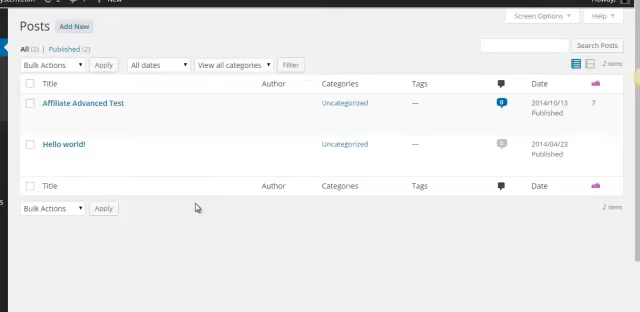 New
Posts Add New
Screen Options ▼ Help ▼
All (2) | Published (2)
Search Posts
Bulk Actions Apply All dates View all categories Filter
2 items
Title Author Categories Tags Date
Affiliate Advanced Test Uncategorized — 0 2014/10/13 7
Published
Hello world! Uncategorized — 0 2014/04/23
Published
Title Author Categories Tags Date
Bulk Actions Apply
2 items